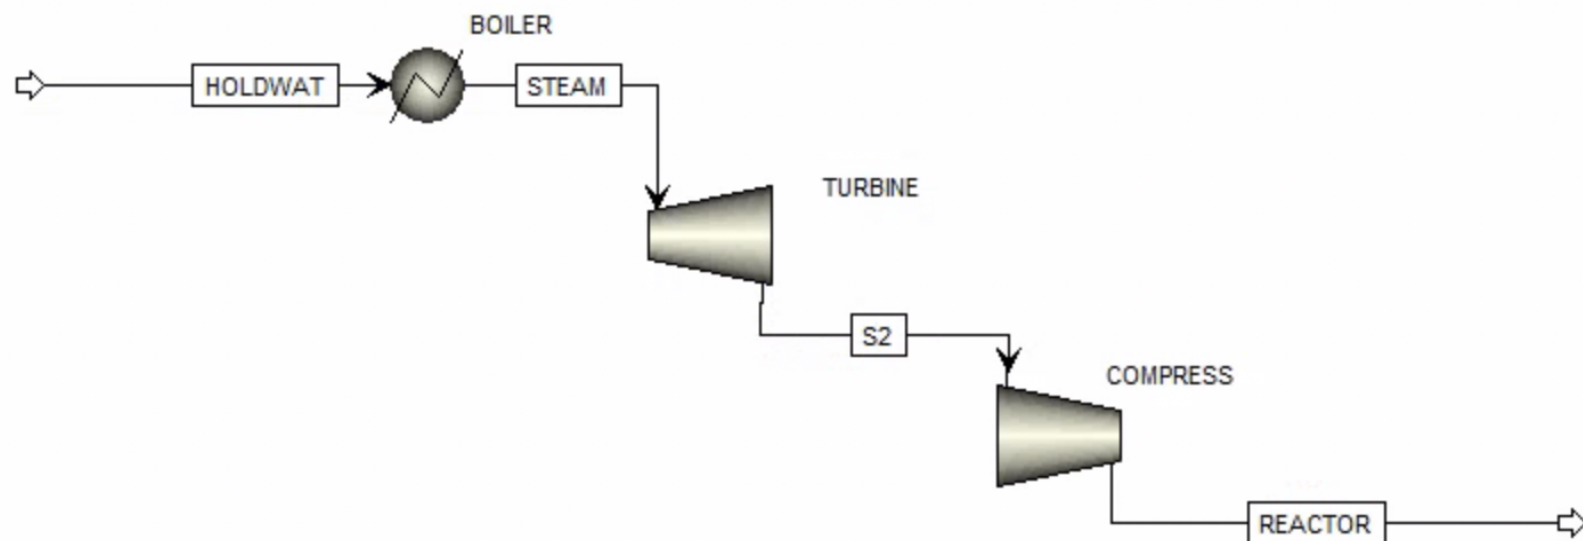 BOILER
HOLDWAT
STEAM
TURBINE
S2
COMPRESS
REACTOR